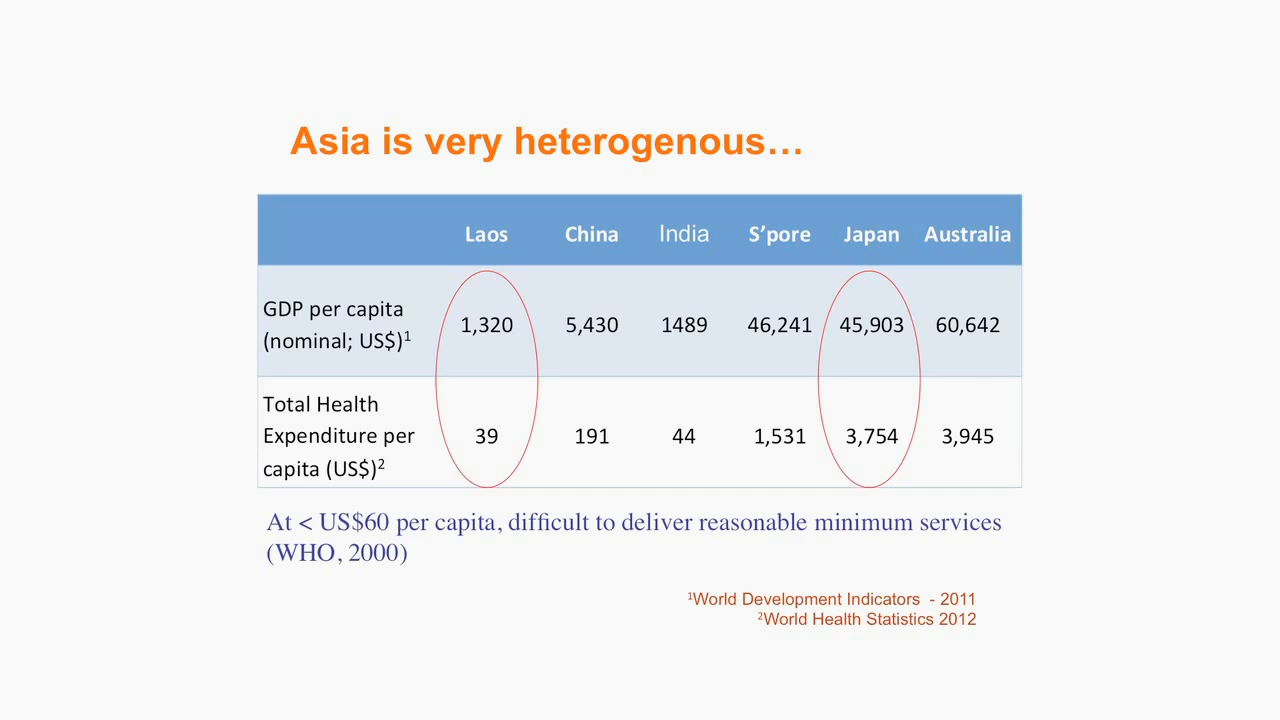 Asia is very heterogenous…
Laos China India S’pore Japan Australia
GDP per capita
(nominal; US$)¹ 1,320 5,430 1489 46,241 45,903 60,642
Total Health
Expenditure per 39 191 44 1,531 3,754 3,945
capita (US$)²
At < US$60 per capita, difficult to deliver reasonable minimum services
(WHO, 2000)
¹World Development Indicators - 2011
²World Health Statistics 2012